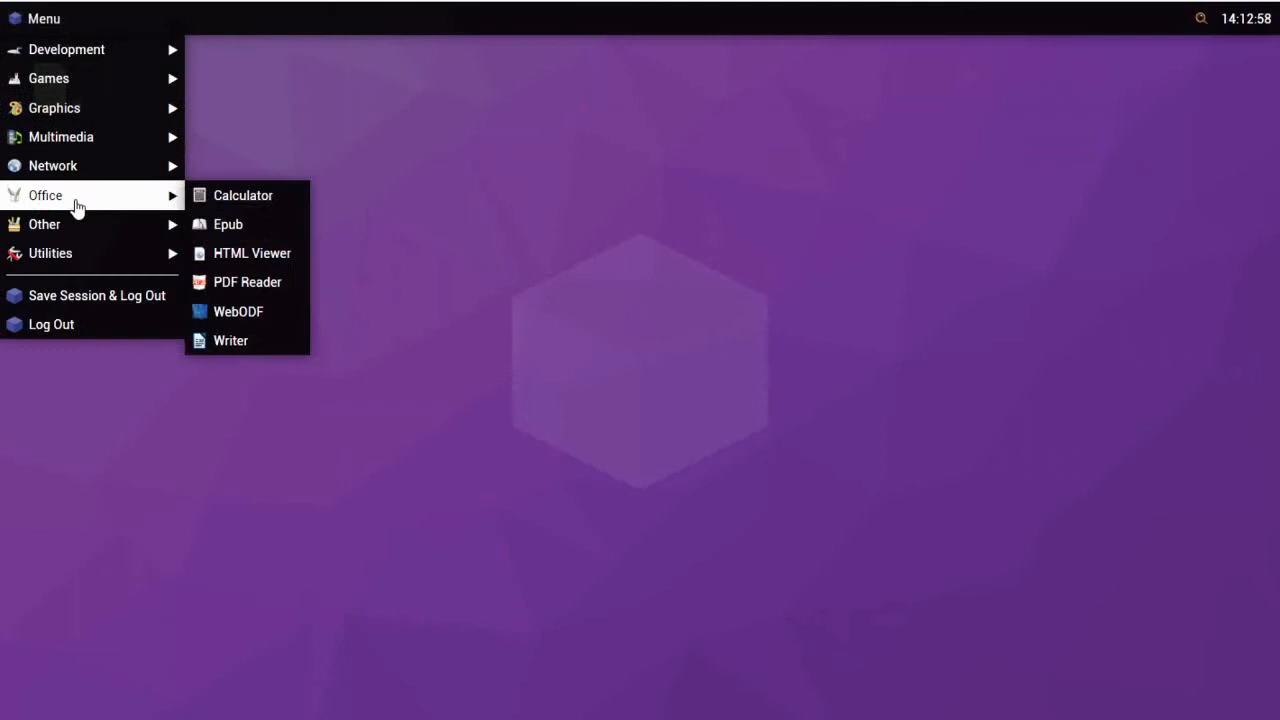 Menu
14:12:58
Development
Games
Graphics
Multimedia
Network
Office
Other
Utilities
Save Session & Log Out
Log Out
Calculator
Epub
HTML Viewer
PDF Reader
WebODF
Writer